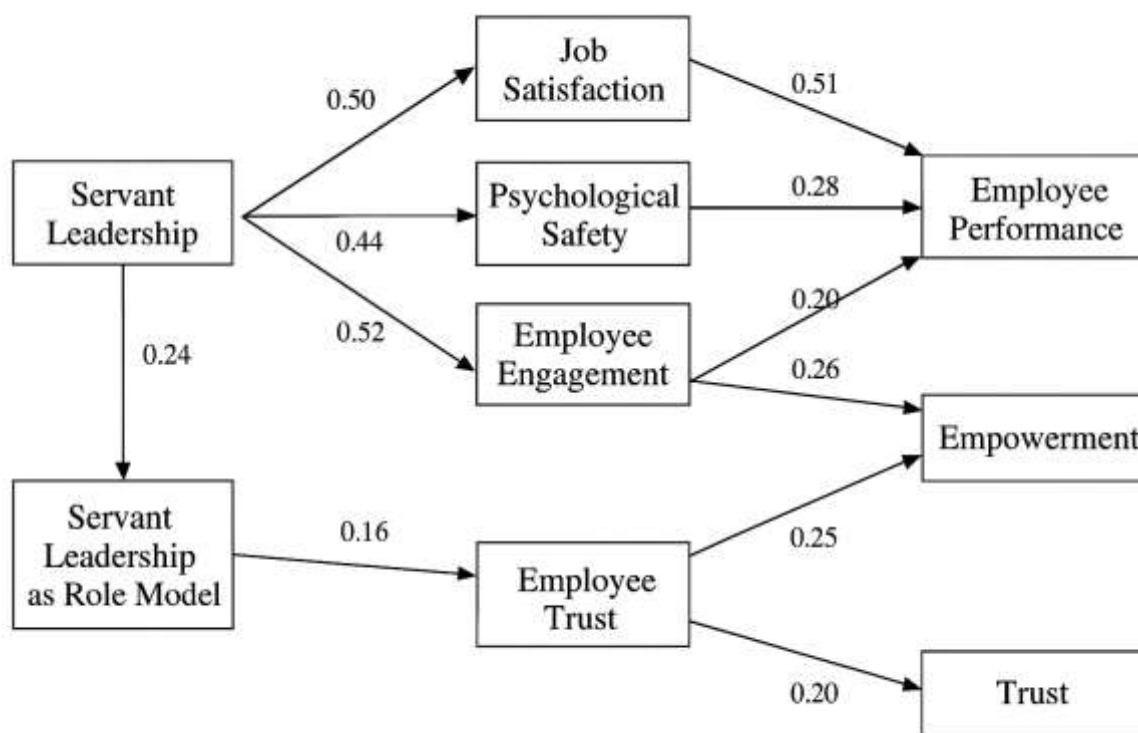 Job
Satisfaction
0.50
0.51
Servant
Leadership
Psychological
Safety
0.28
Employee
Performance
0.44
0.20
0.52
Employee
Engagement
0.24
0.26
Empowerment
Servant
Leadership
as Role Model
0.16
0.25
Employee
Trust
0.20
Trust